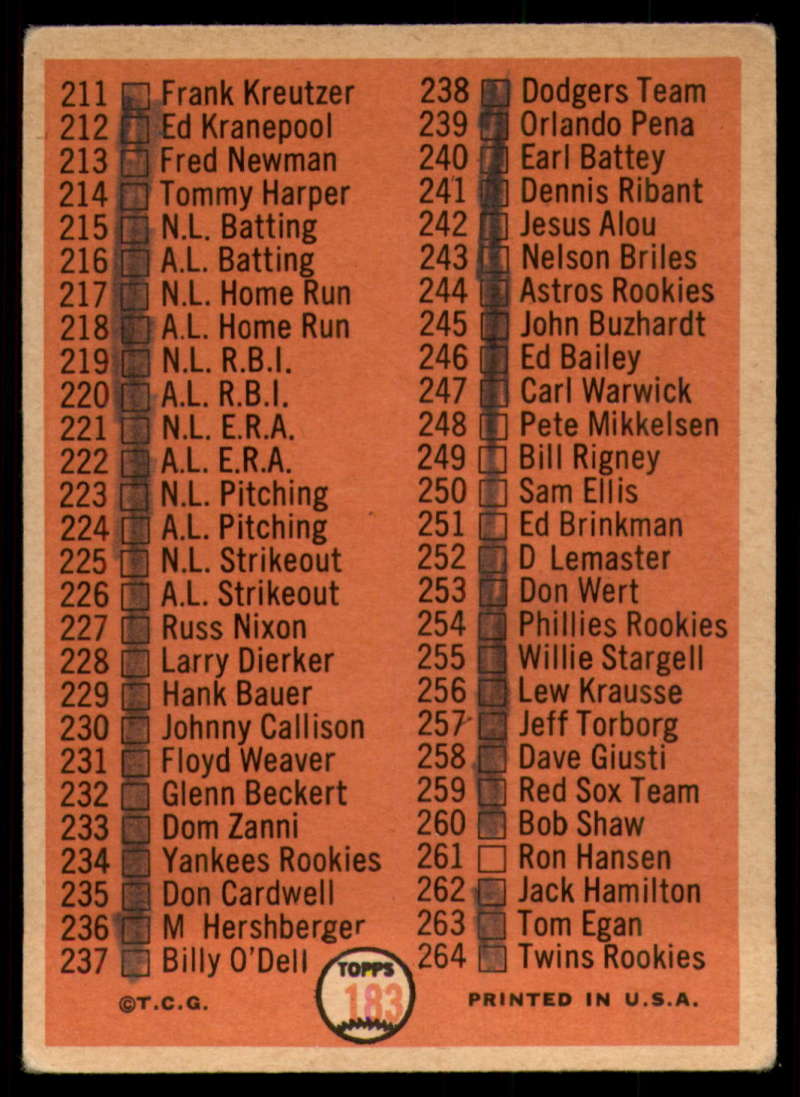 211 Frank Kreutzer
212 Ed Kranepool
213 Fred Newman
214 Tommy Harper
215 N.L. Batting
216 A.L. Batting
217 N.L. Home Run
218 A.L. Home Run
219 N.L. R.B.I.
220 A.L. R.B.I.
221 N.L. E.R.A.
222 A.L. E.R.A.
223 N.L. Pitching
224 A.L. Pitching
225 N.L. Strikeout
226 A.L. Strikeout
227 Russ Nixon
228 Larry Dierker
229 Hank Bauer
230 Johnny Callison
231 Floyd Weaver
232 Glenn Beckert
233 Dom Zanni
234 Yankees Rookies
235 Don Cardwell
236 M Hershberger
237 Billy O'Dell
238 Dodgers Team
239 Orlando Pena
240 Earl Battey
241 Dennis Ribant
242 Jesus Alou
243 Nelson Briles
244 Astros Rookies
245 John Buzhardt
246 Ed Bailey
247 Carl Warwick
248 Pete Mikkelsen
249 Bill Rigney
250 Sam Ellis
251 Ed Brinkman
252 D Lemaster
253 Don Wert
254 Phillies Rookies
255 Willie Stargell
256 Lew Krausse
257 Jeff Torborg
258 Dave Giusti
259 Red Sox Team
260 Bob Shaw
261 Ron Hansen
262 Jack Hamilton
263 Tom Egan
264 Twins Rookies
©T.C.G.
TOPPS
183
PRINTED IN U.S.A.